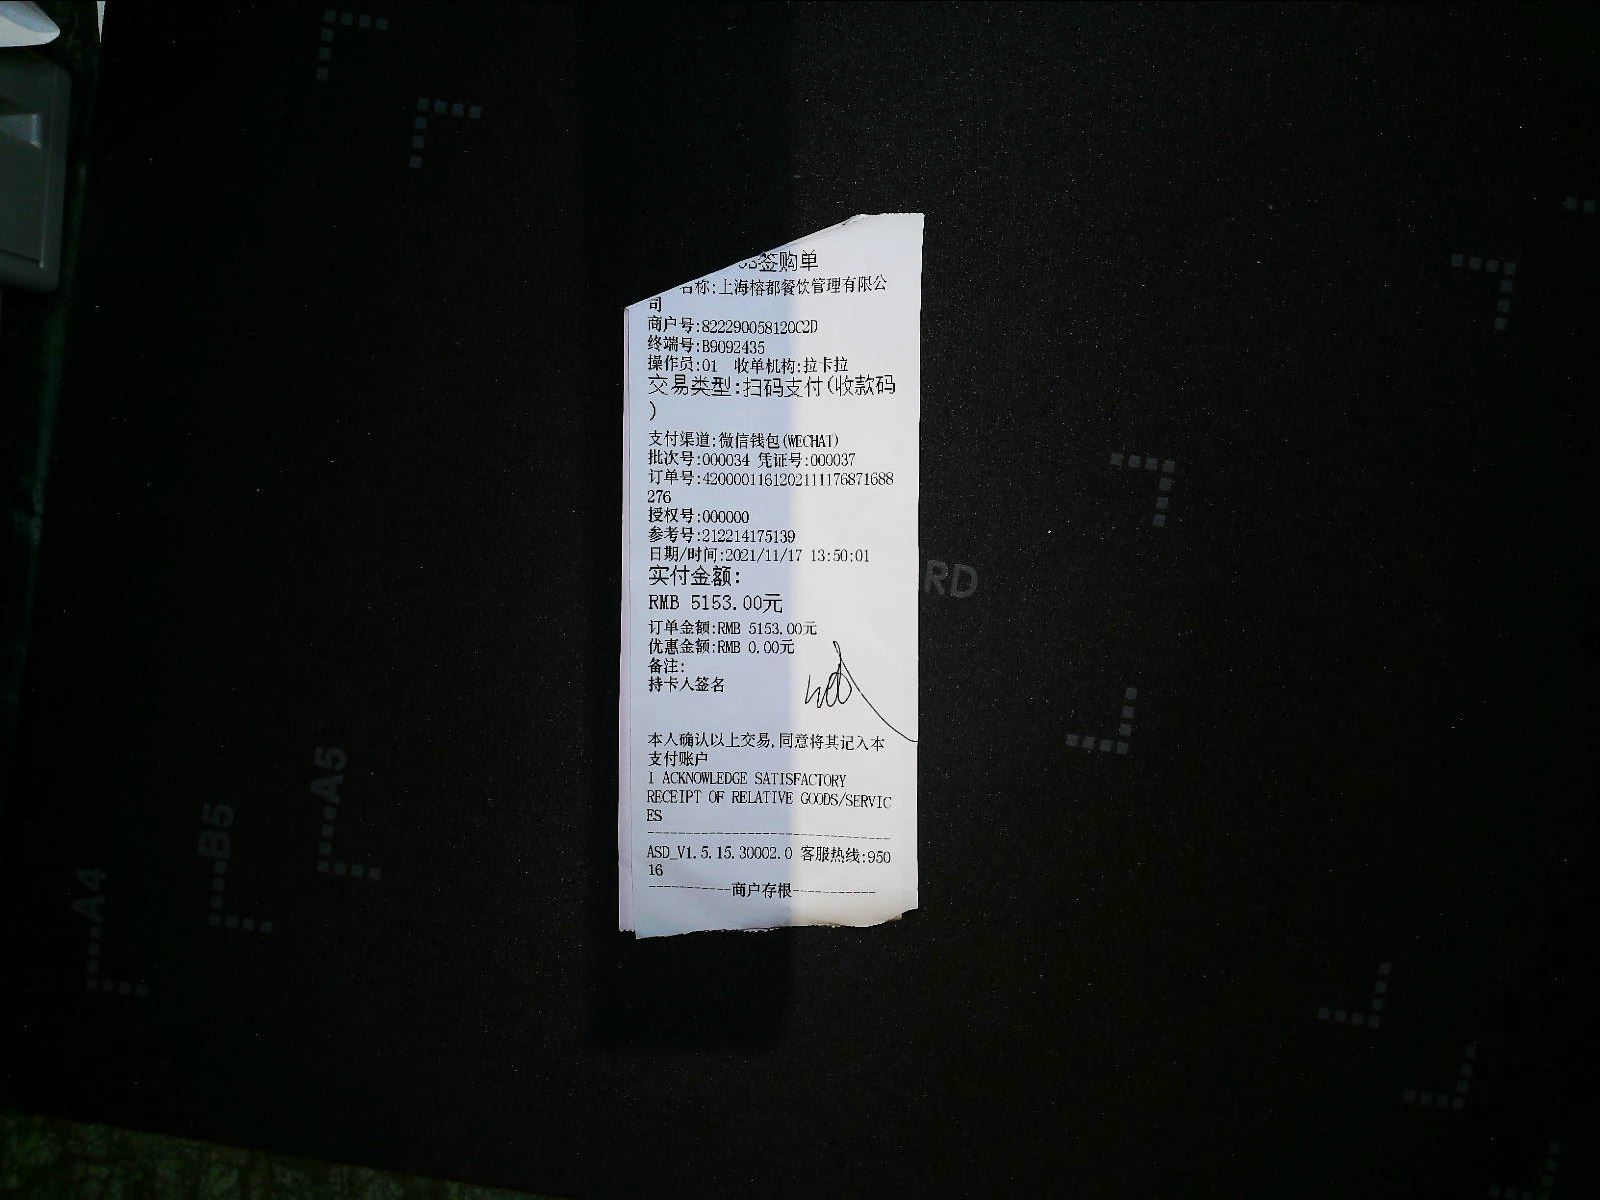 签购单
名称:上海榕都餐饮管理有限公
司
商户号:822290058120C2D
终端号:B9092435
操作员:01 收单机构:拉卡拉
交易类型:扫码支付(收款码
)
支付渠道:微信钱包(WECHAT)
批次号:000034 凭证号:000037
订单号:4200001161202111176871688
276
授权号:000000
参考号:212214175139
日期/时间:2021/11/17 13:50:01
实付金额:
RMB 5153.00元
订单金额:RMB 5153.00元
优惠金额:RMB 0.00元
备注:
持卡人签名
本人确认以上交易,同意将其记入本
支付账户
I ACKNOWLEDGE SATISFACTORY
RECEIPT OF RELATIVE GOODS/SERVIC
ES
ASD_V1.5.15.30002.0 客服热线:950
16
商户存根
RD
A5
B5
A4